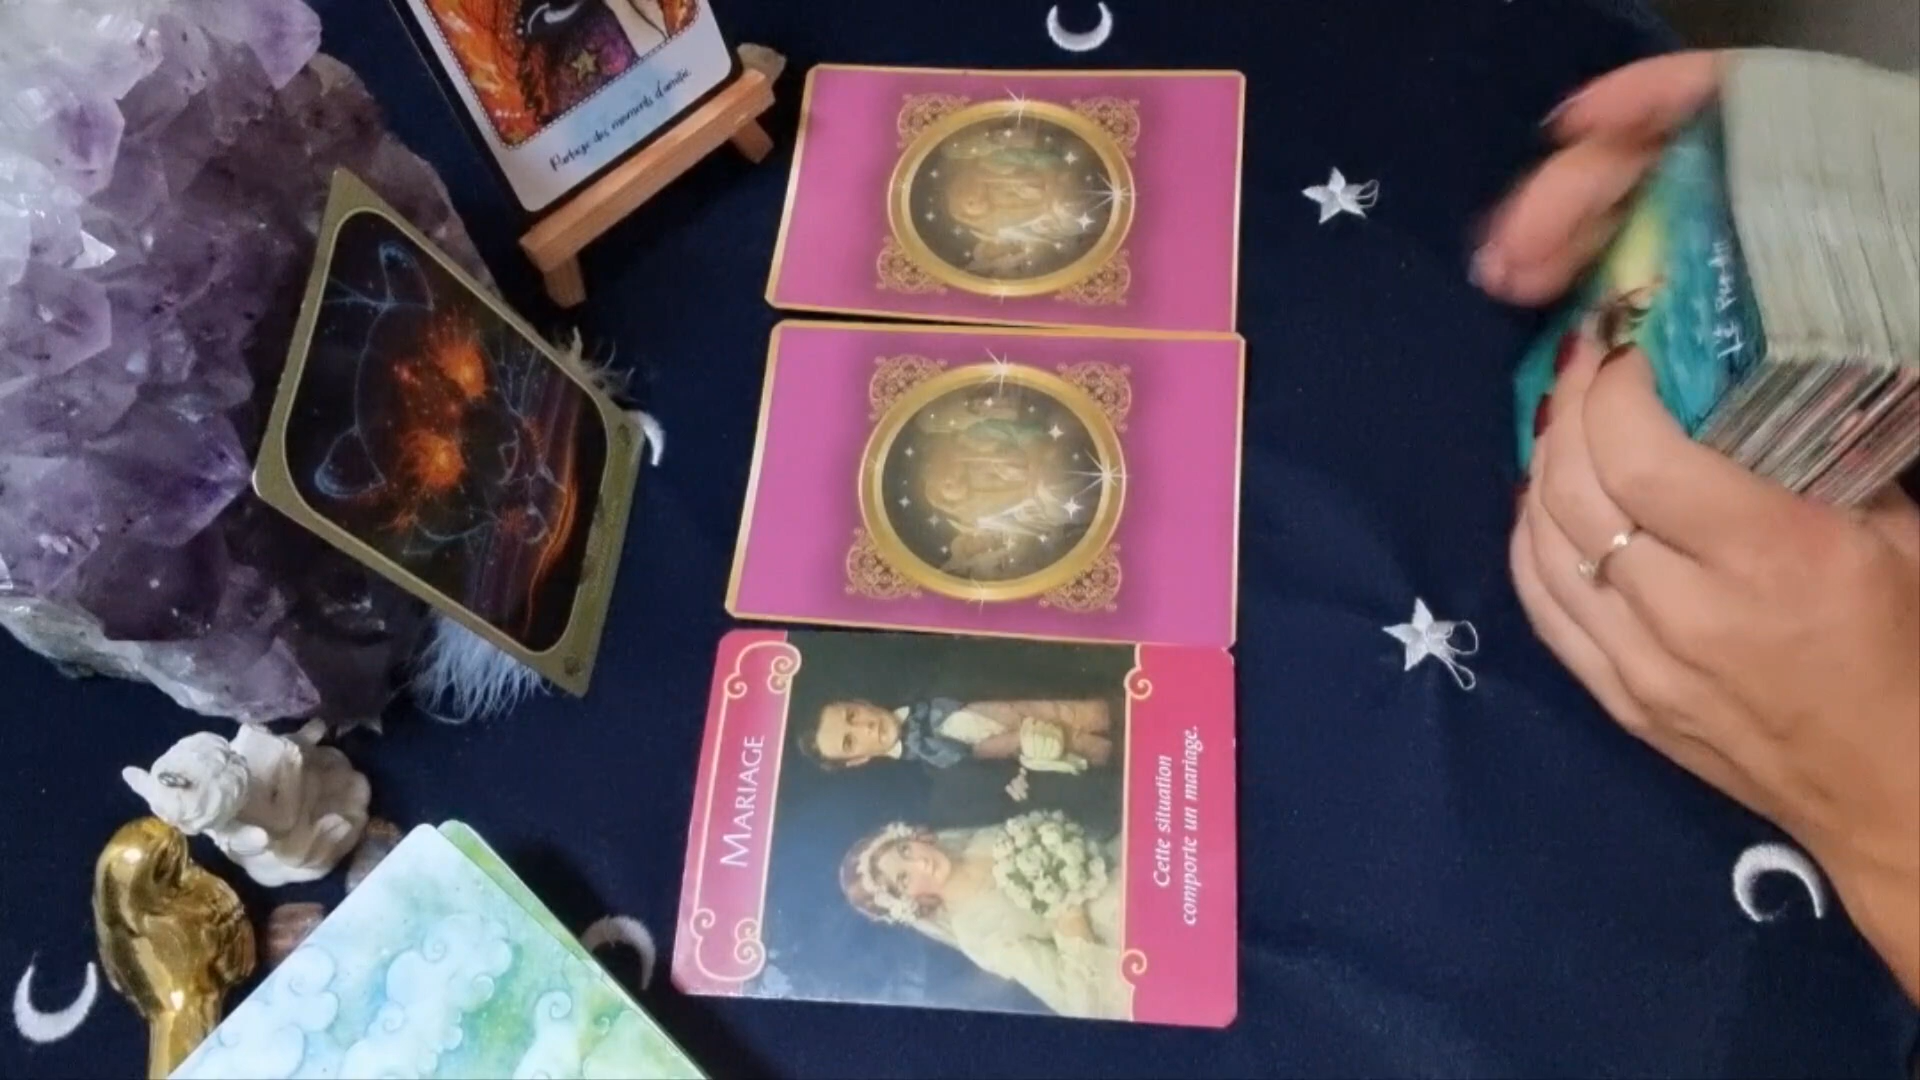 Partage des moments d'amitié.
MARIAGE
Cette situation
comporte un mariage.